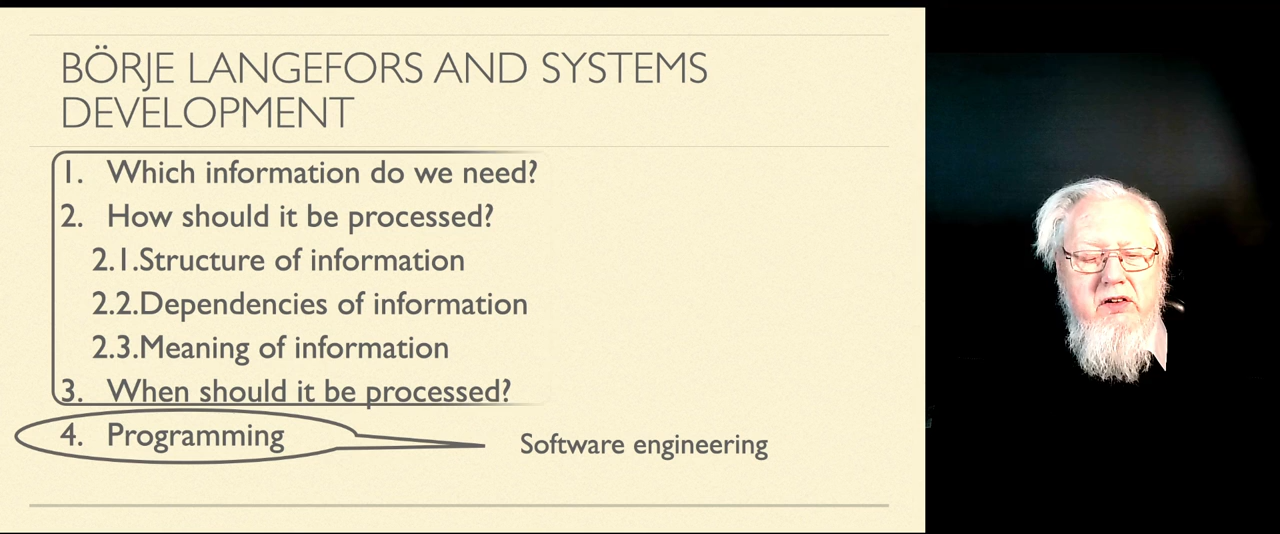 BÖRJE LANGEFORS AND SYSTEMS
DEVELOPMENT
1. Which information do we need?
2. How should it be processed?
2.1.Structure of information
2.2.Dependencies of information
2.3.Meaning of information
3. When should it be processed?
4. Programming
Software engineering